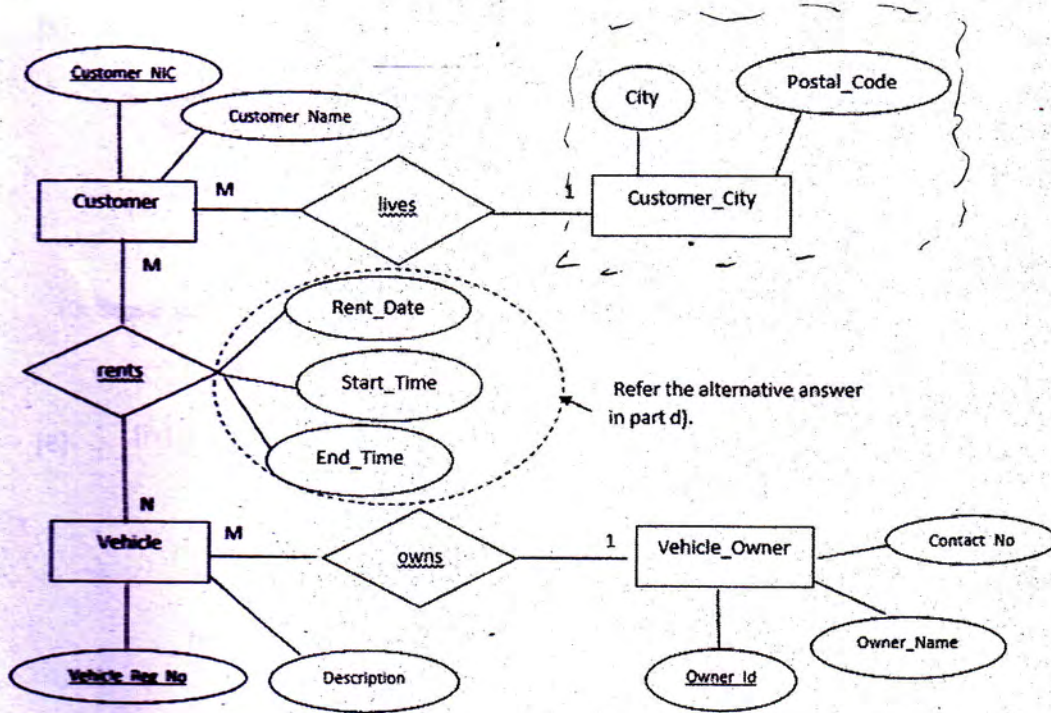 Customer_NIC
Customer_Name
City
Postal_Code
Customer
M
lives
1
Customer_City
M
Rent_Date
rents
Start_Time
Refer the alternative answer
in part d).
End_Time
N
Vehicle
M
owns
1
Vehicle_Owner
Contact_No
Owner_Name
Vehicle_Reg_No
Description
Owner_Id